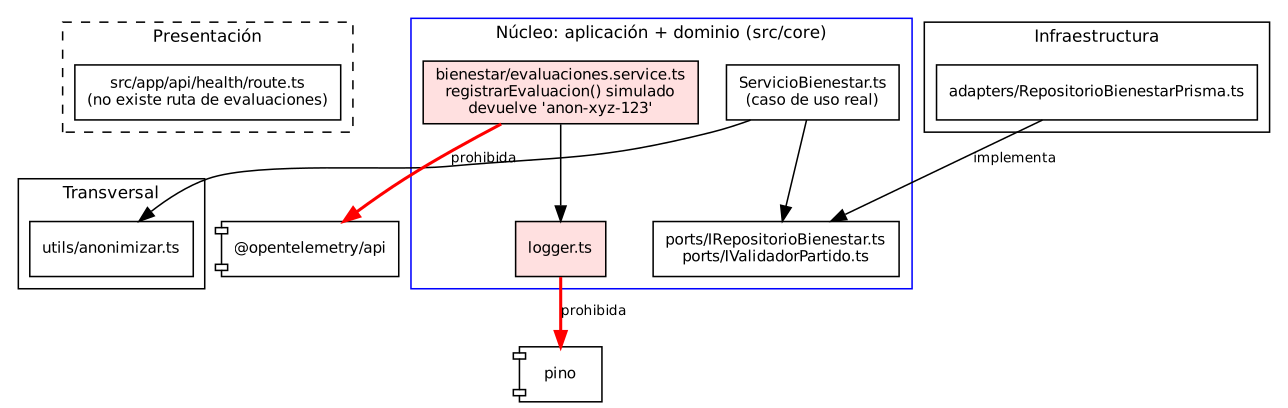 Presentación
src/app/api/health/route.ts
(no existe ruta de evaluaciones)
Núcleo: aplicación + dominio (src/core)
bienestar/evaluaciones.service.ts
registrarEvaluacion() simulado
devuelve 'anon-xyz-123'
ServicioBienestar.ts
(caso de uso real)
Infraestructura
adapters/RepositorioBienestarPrisma.ts
prohibida
implementa
Transversal
utils/anonimizar.ts
@opentelemetry/api
logger.ts
ports/IRepositorioBienestar.ts
ports/IValidadorPartido.ts
prohibida
pino